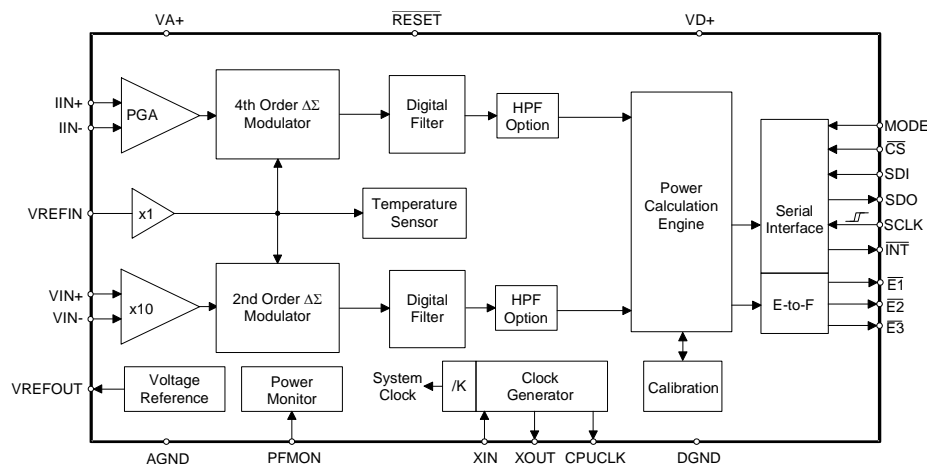 VA+
RESET
VD+
IIN+
IIN-
PGA
4th Order ΔΣ
Modulator
Digital
Filter
HPF
Option
MODE
CS
SDI
SDO
SCLK
INT
VREFIN
x1
Temperature
Sensor
Power
Calculation
Engine
Serial
Interface
VIN+
VIN-
x10
2nd Order ΔΣ
Modulator
Digital
Filter
HPF
Option
E-to-F
E1
E2
E3
VREFOUT
Voltage
Reference
Power
Monitor
System
Clock
/K
Clock
Generator
Calibration
AGND
PFMON
XIN
XOUT
CPUCLK
DGND